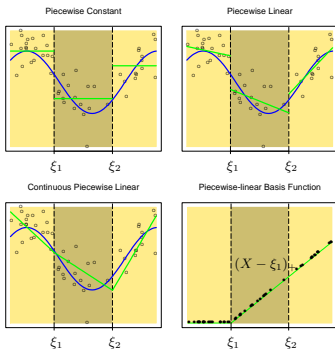 Piecewise Constant
Piecewise Linear
ξ1 ξ2
ξ1 ξ2
Continuous Piecewise Linear
Piecewise-linear Basis Function
(X − ξ1)+
ξ1 ξ2
ξ1 ξ2